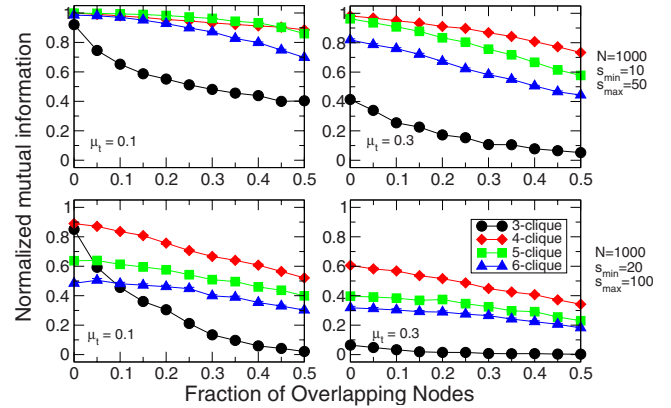 Normalized mutual information
1
0.8
0.6
0.4
0.2
0
μt = 0.1
0 0.1 0.2 0.3 0.4 0.5
1
0.8
0.6
0.4
0.2
0
μt = 0.3
0 0.1 0.2 0.3 0.4 0.5
N=1000
smin=10
smax=50
1
0.8
0.6
0.4
0.2
0
μt = 0.1
0 0.1 0.2 0.3 0.4 0.5
1
0.8
0.6
0.4
0.2
0
3-clique
4-clique
5-clique
6-clique
μt = 0.3
0 0.1 0.2 0.3 0.4 0.5
N=1000
smin=20
smax=100
Fraction of Overlapping Nodes